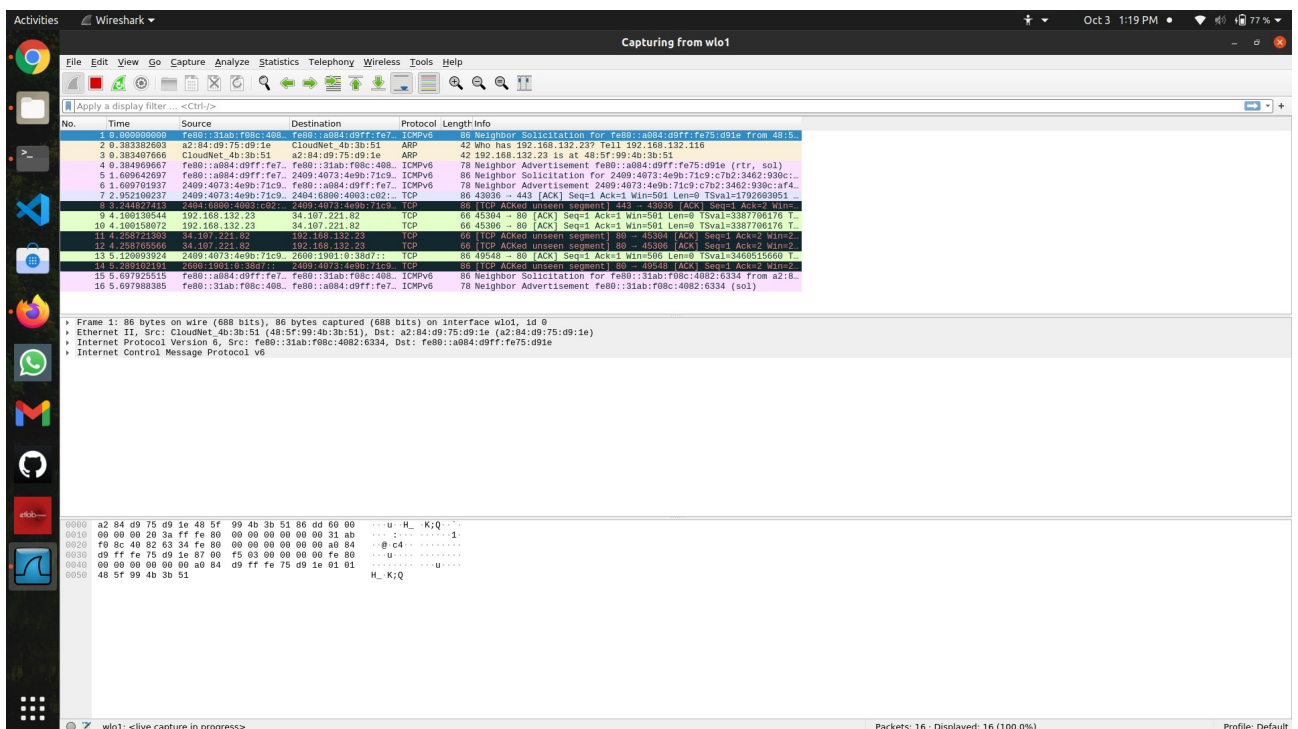 Activities Wireshark Oct 3 1:19 PM 77 %
Capturing from wlo1
File Edit View Go Capture Analyze Statistics Telephony Wireless Tools Help
Apply a display filter ... <Ctrl-/>
No. Time Source Destination Protocol Length Info
1 0.000000000 fe80::31ab:f08c:408… fe80::a084:d9ff:fe7… ICMPv6 86 Neighbor Solicitation for fe80::a084:d9ff:fe75:d91e from 48:5…
2 0.383382603 a2:84:d9:75:d9:1e CloudNet_4b:3b:51 ARP 42 Who has 192.168.132.23? Tell 192.168.132.116
3 0.383407666 CloudNet_4b:3b:51 a2:84:d9:75:d9:1e ARP 42 192.168.132.23 is at 48:5f:99:4b:3b:51
4 0.384969667 fe80::a084:d9ff:fe7… fe80::31ab:f08c:408… ICMPv6 78 Neighbor Advertisement fe80::a084:d9ff:fe75:d91e (rtr, sol)
5 1.609642697 fe80::a084:d9ff:fe7… 2409:4073:4e9b:71c9… ICMPv6 86 Neighbor Solicitation for 2409:4073:4e9b:71c9:c7b2:3462:930c:…
6 1.609701937 2409:4073:4e9b:71c9… fe80::a084:d9ff:fe7… ICMPv6 78 Neighbor Advertisement 2409:4073:4e9b:71c9:c7b2:3462:930c:af4…
7 2.952100237 2409:4073:4e9b:71c9… 2404:6800:4003:c02:… TCP 86 43036 → 443 [ACK] Seq=1 Ack=1 Win=501 Len=0 TSval=1792603051 …
8 3.244827413 2404:6800:4003:c02:… 2409:4073:4e9b:71c9… TCP 86 [TCP ACKed unseen segment] 443 → 43036 [ACK] Seq=1 Ack=2 Win=…
9 4.100130544 192.168.132.23 34.107.221.82 TCP 66 45304 → 80 [ACK] Seq=1 Ack=1 Win=501 Len=0 TSval=3387706176 T…
10 4.100158072 192.168.132.23 34.107.221.82 TCP 66 45306 → 80 [ACK] Seq=1 Ack=1 Win=501 Len=0 TSval=3387706176 T…
11 4.258721303 34.107.221.82 192.168.132.23 TCP 66 [TCP ACKed unseen segment] 80 → 45304 [ACK] Seq=1 Ack=2 Win=2…
12 4.258765566 34.107.221.82 192.168.132.23 TCP 66 [TCP ACKed unseen segment] 80 → 45306 [ACK] Seq=1 Ack=2 Win=2…
13 5.120093924 2409:4073:4e9b:71c9… 2600:1901:0:38d7:: TCP 86 49548 → 80 [ACK] Seq=1 Ack=1 Win=506 Len=0 TSval=3460515660 T…
14 5.289102191 2600:1901:0:38d7:: 2409:4073:4e9b:71c9… TCP 86 [TCP ACKed unseen segment] 80 → 49548 [ACK] Seq=1 Ack=2 Win=2…
15 5.697925515 fe80::a084:d9ff:fe7… fe80::31ab:f08c:408… ICMPv6 86 Neighbor Solicitation for fe80::31ab:f08c:4082:6334 from a2:8…
16 5.697988385 fe80::31ab:f08c:408… fe80::a084:d9ff:fe7… ICMPv6 78 Neighbor Advertisement fe80::31ab:f08c:4082:6334 (sol)
Frame 1: 86 bytes on wire (688 bits), 86 bytes captured (688 bits) on interface wlo1, id 0
Ethernet II, Src: CloudNet_4b:3b:51 (48:5f:99:4b:3b:51), Dst: a2:84:d9:75:d9:1e (a2:84:d9:75:d9:1e)
Internet Protocol Version 6, Src: fe80::31ab:f08c:4082:6334, Dst: fe80::a084:d9ff:fe75:d91e
Internet Control Message Protocol v6
0000 a2 84 d9 75 d9 1e 48 5f 99 4b 3b 51 86 dd 60 00 ···u··H_ ·K;Q··`·
0010 00 00 00 20 3a ff fe 80 00 00 00 00 00 00 31 ab ··· :··· ······1·
0020 f0 8c 40 82 63 34 fe 80 00 00 00 00 00 00 a0 84 ··@·c4·· ········
0030 d9 ff fe 75 d9 1e 87 00 f5 03 00 00 00 00 fe 80 ···u···· ········
0040 00 00 00 00 00 00 a0 84 d9 ff fe 75 d9 1e 01 01 ········ ···u····
0050 48 5f 99 4b 3b 51 H_·K;Q
wlo1: <live capture in progress> Packets: 16 · Displayed: 16 (100.0%) Profile: Default